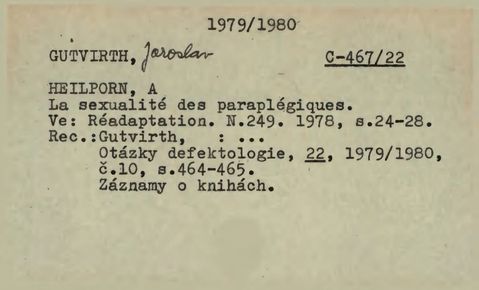 1979/1980
GUTVIRTH, Jaroslav C-467/22
HEILPORN, A
La sexualité des paraplégiques.
Ve: Réadaptation. N.249. 1978, s.24-28.
Rec.:Gutvirth, : ...
Otázky defektologie, 22, 1979/1980,
č.10, s.464-465.
Záznamy o knihách.